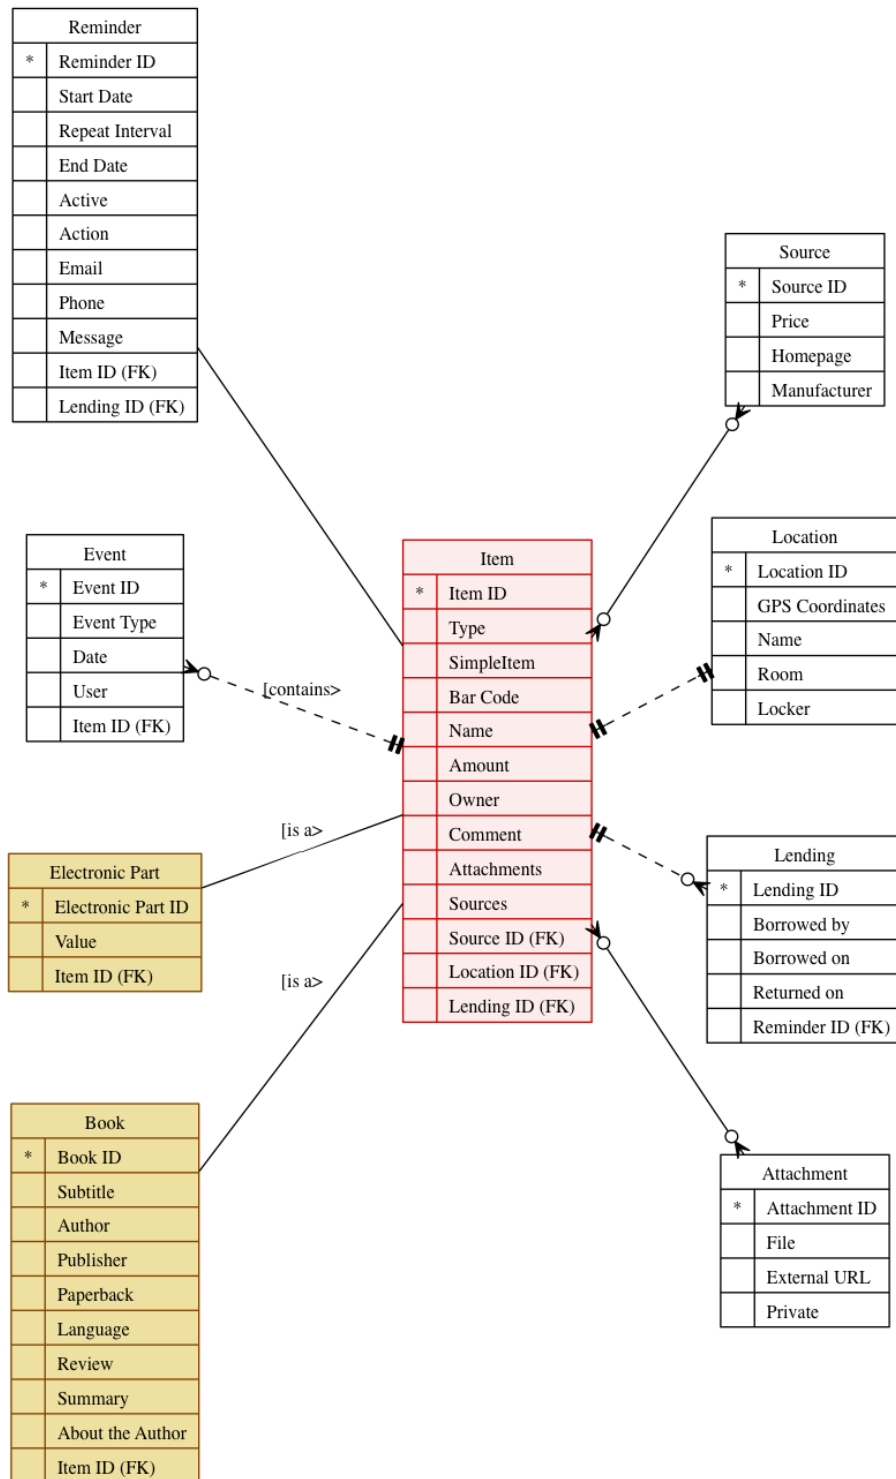 Reminder
* Reminder ID
Start Date
Repeat Interval
End Date
Active
Action
Email
Phone
Message
Item ID (FK)
Lending ID (FK)
Source
* Source ID
Price
Homepage
Manufacturer
Event
* Event ID
Event Type
Date
User
Item ID (FK)
[contains>
Item
* Item ID
Type
SimpleItem
Bar Code
Name
Amount
Owner
Comment
Attachments
Sources
Source ID (FK)
Location ID (FK)
Lending ID (FK)
Location
* Location ID
GPS Coordinates
Name
Room
Locker
[is a>
Electronic Part
* Electronic Part ID
Value
Item ID (FK)
[is a>
Lending
* Lending ID
Borrowed by
Borrowed on
Returned on
Reminder ID (FK)
Book
* Book ID
Subtitle
Author
Publisher
Paperback
Language
Review
Summary
About the Author
Item ID (FK)
Attachment
* Attachment ID
File
External URL
Private